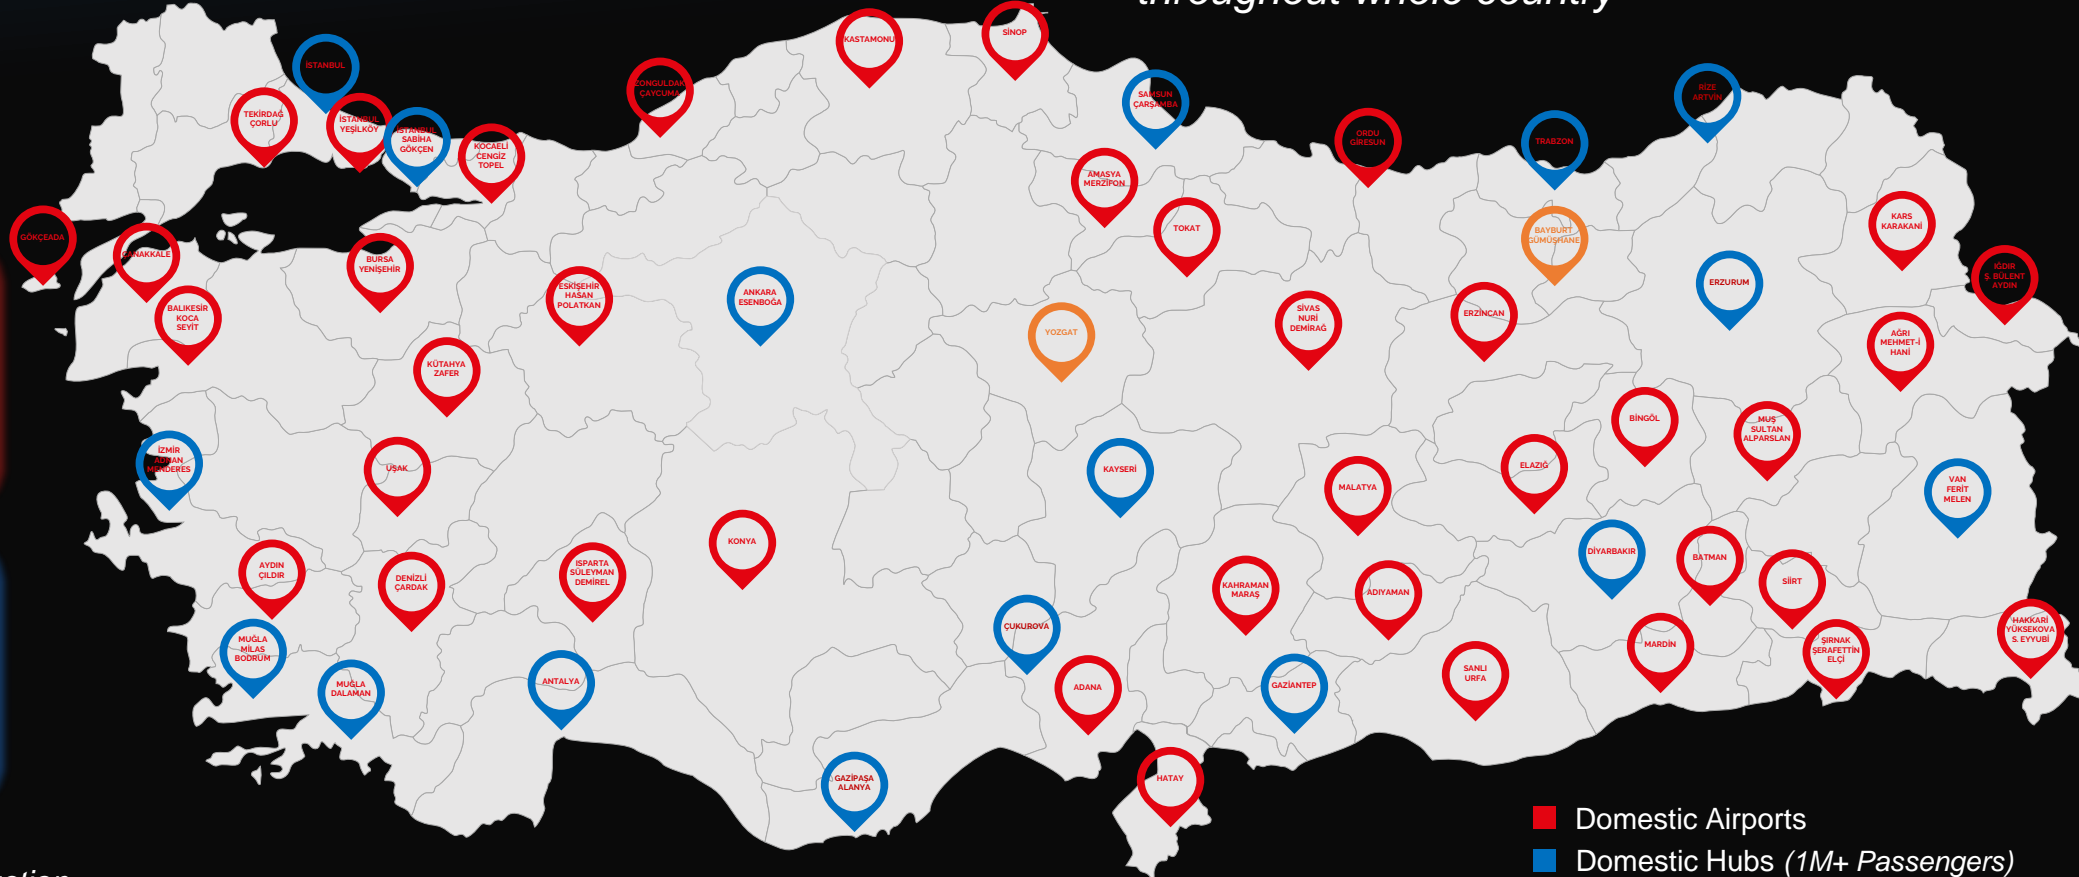 throughout whole country
KASTAMONU
SİNOP
İSTANBUL
ZONGULDAK
ÇAYCUMA
SAMSUN
ÇARŞAMBA
RİZE
ARTVİN
TEKİRDAĞ
ÇORLU
İSTANBUL
YEŞİLKÖY
İSTANBUL
SABİHA
GÖKÇEN
KOCAELİ
CENGİZ
TOPEL
ORDU
GİRESUN
TRABZON
AMASYA
MERZİFON
TOKAT
KARS
KARAKANİ
GÖKÇEADA
ÇANAKKALE
BURSA
YENİŞEHİR
BAYBURT
GÜMÜŞHANE
IĞDIR
Ş. BÜLENT
AYDIN
BALIKESİR
KOCA
SEYİT
ESKİŞEHİR
HASAN
POLATKAN
ANKARA
ESENBOĞA
ERZURUM
YOZGAT
SİVAS
NURİ
DEMİRAĞ
ERZİNCAN
AĞRI
MEHMET-İ
HANİ
KÜTAHYA
ZAFER
BİNGÖL
MUŞ
SULTAN
ALPARSLAN
İZMİR
ADNAN
MENDERES
UŞAK
KAYSERİ
MALATYA
ELAZIĞ
VAN
FERİT
MELEN
KONYA
DİYARBAKIR
BATMAN
AYDIN
ÇILDIR
DENİZLİ
ÇARDAK
ISPARTA
SÜLEYMAN
DEMİREL
KAHRAMAN
MARAŞ
ADIYAMAN
SİİRT
MUĞLA
MİLAS
BODRUM
ÇUKUROVA
MARDİN
ŞIRNAK
ŞERAFETTİN
ELÇİ
HAKKARİ
YÜKSEKOVA
S. EYYUBİ
MUĞLA
DALAMAN
ANTALYA
ADANA
GAZİANTEP
SANLI
URFA
GAZİPAŞA
ALANYA
HATAY
Domestic Airports
Domestic Hubs (1M+ Passengers)